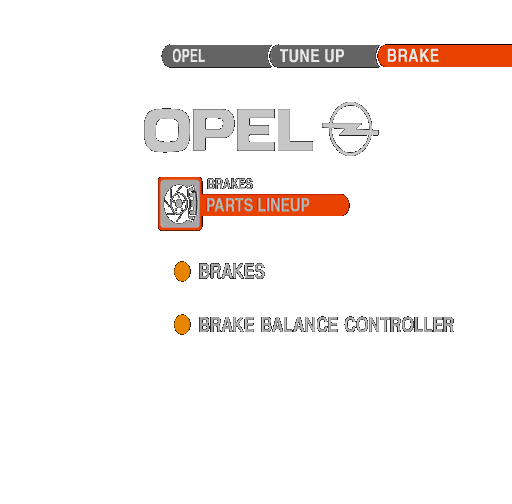 OPEL TUNE UP BRAKE
OPEL
BRAKES
PARTS LINEUP
BRAKES
BRAKE BALANCE CONTROLLER